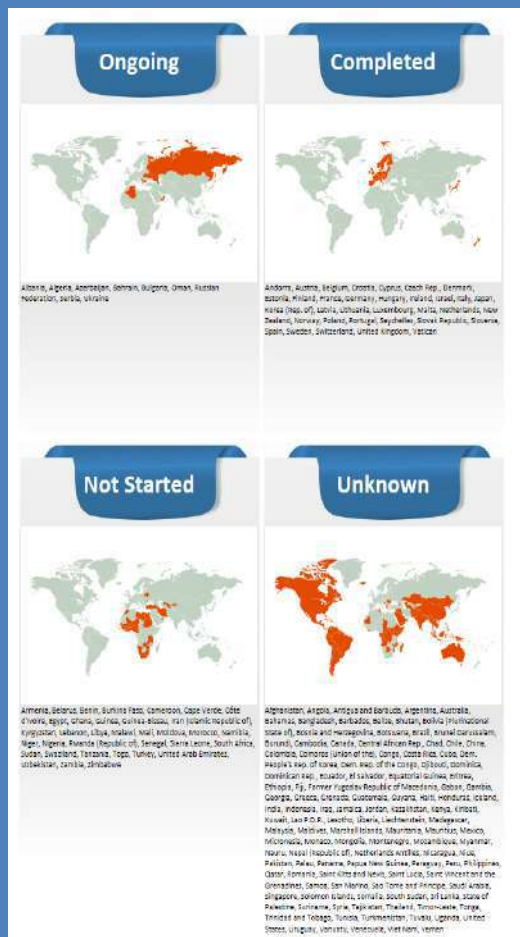 Ongoing
Albania, Algeria, Azerbaijan, Bahrain, Bulgaria, Oman, Russian
Federation, Serbia, Ukraine
Completed
Andorra, Austria, Belgium, Croatia, Cyprus, Czech Rep., Denmark,
Estonia, Finland, France, Germany, Hungary, Ireland, Israel, Italy, Japan,
Korea (Rep. of), Latvia, Lithuania, Luxembourg, Malta, Netherlands, New
Zealand, Norway, Poland, Portugal, Seychelles, Slovak Republic, Slovenia,
Spain, Sweden, Switzerland, United Kingdom, Vatican
Not Started
Armenia, Belarus, Benin, Burkina Faso, Cameroon, Cape Verde, Côte
d'Ivoire, Egypt, Ghana, Guinea, Guinea-Bissau, Iran (Islamic Republic of),
Kyrgyzstan, Lebanon, Libya, Malawi, Mali, Moldova, Morocco, Namibia,
Niger, Nigeria, Rwanda (Republic of), Senegal, Sierra Leone, South Africa,
Sudan, Swaziland, Tanzania, Togo, Turkey, United Arab Emirates,
Uzbekistan, Zambia, Zimbabwe
Unknown
Afghanistan, Angola, Antigua and Barbuda, Argentina, Australia,
Bahamas, Bangladesh, Barbados, Belize, Bhutan, Bolivia (Plurinational
State of), Bosnia and Herzegovina, Botswana, Brazil, Brunei Darussalam,
Burundi, Cambodia, Canada, Central African Rep., Chad, Chile, China,
Colombia, Comoros (Union of the), Congo, Costa Rica, Cuba, Dem.
People's Rep. of Korea, Dem. Rep. of the Congo, Djibouti, Dominica,
Dominican Rep., Ecuador, El Salvador, Equatorial Guinea, Eritrea,
Ethiopia, Fiji, Former Yugoslav Republic of Macedonia, Gabon, Gambia,
Georgia, Greece, Grenada, Guatemala, Guyana, Haiti, Honduras, Iceland,
India, Indonesia, Iraq, Jamaica, Jordan, Kazakhstan, Kenya, Kiribati,
Kuwait, Lao P.D.R., Lesotho, Liberia, Liechtenstein, Madagascar,
Malaysia, Maldives, Marshall Islands, Mauritania, Mauritius, Mexico,
Micronesia, Monaco, Mongolia, Montenegro, Mozambique, Myanmar,
Nauru, Nepal (Republic of), Netherlands Antilles, Nicaragua, Niue,
Pakistan, Palau, Panama, Papua New Guinea, Paraguay, Peru, Philippines,
Qatar, Romania, Saint Kitts and Nevis, Saint Lucia, Saint Vincent and the
Grenadines, Samoa, San Marino, Sao Tome and Principe, Saudi Arabia,
Singapore, Solomon Islands, Somalia, South Sudan, Sri Lanka, State of
Palestine, Suriname, Syria, Tajikistan, Thailand, Timor-Leste, Tonga,
Trinidad and Tobago, Tunisia, Turkmenistan, Tuvalu, Uganda, United
States, Uruguay, Vanuatu, Venezuela, Viet Nam, Yemen